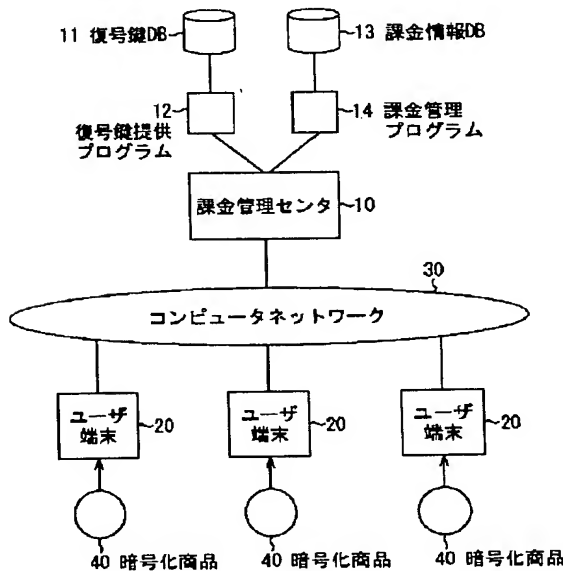 11 復号鍵DB
13 課金情報DB
12
復号鍵提供
プログラム
14 課金管理
プログラム
課金管理センタ
10
30
コンピュータネットワーク
ユーザ
端末
20
ユーザ
端末
20
ユーザ
端末
20
40 暗号化商品
40 暗号化商品
40 暗号化商品